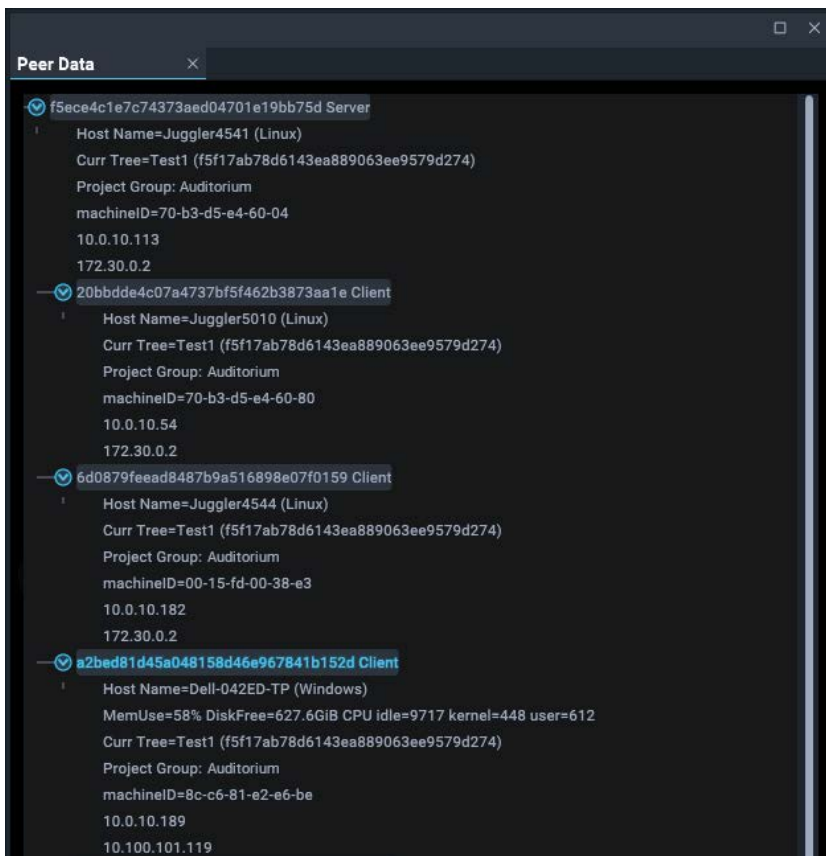 Peer Data
f5ece4c1e7c74373aed04701e19bb75d Server
Host Name=Juggler4541 (Linux)
Curr Tree=Test1 (f5f17ab78d6143ea889063ee9579d274)
Project Group: Auditorium
machineID=70-b3-d5-e4-60-04
10.0.10.113
172.30.0.2
20bbdde4c07a4737bf5f462b3873aa1e Client
Host Name=Juggler5010 (Linux)
Curr Tree=Test1 (f5f17ab78d6143ea889063ee9579d274)
Project Group: Auditorium
machineID=70-b3-d5-e4-60-80
10.0.10.54
172.30.0.2
6d0879feead8487b9a516898e07f0159 Client
Host Name=Juggler4544 (Linux)
Curr Tree=Test1 (f5f17ab78d6143ea889063ee9579d274)
Project Group: Auditorium
machineID=00-15-fd-00-38-e3
10.0.10.182
172.30.0.2
a2bed81d45a048158d46e967841b152d Client
Host Name=Dell-042ED-TP (Windows)
MemUse=58% DiskFree=627.6GiB CPU idle=9717 kernel=448 user=612
Curr Tree=Test1 (f5f17ab78d6143ea889063ee9579d274)
Project Group: Auditorium
machineID=8c-c6-81-e2-e6-be
10.0.10.189
10.100.101.119